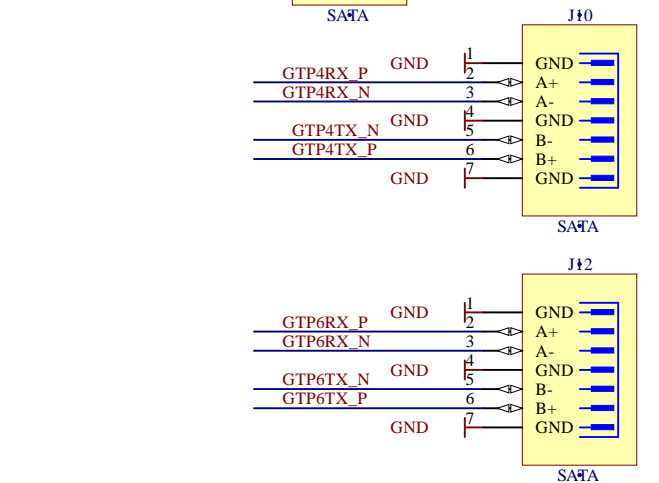 SATA
J10
GND 1 GND
GTP4RX_P 2 A+
GTP4RX_N 3 A-
GND 4 GND
GTP4TX_N 5 B-
GTP4TX_P 6 B+
GND 7 GND
SATA
J12
GND 1 GND
GTP6RX_P 2 A+
GTP6RX_N 3 A-
GND 4 GND
GTP6TX_N 5 B-
GTP6TX_P 6 B+
GND 7 GND
SATA